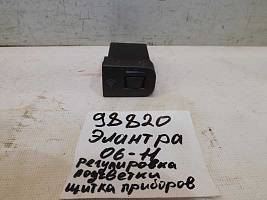 98820
Элантра
06-11
регулировка
подсветки
щитка приборов